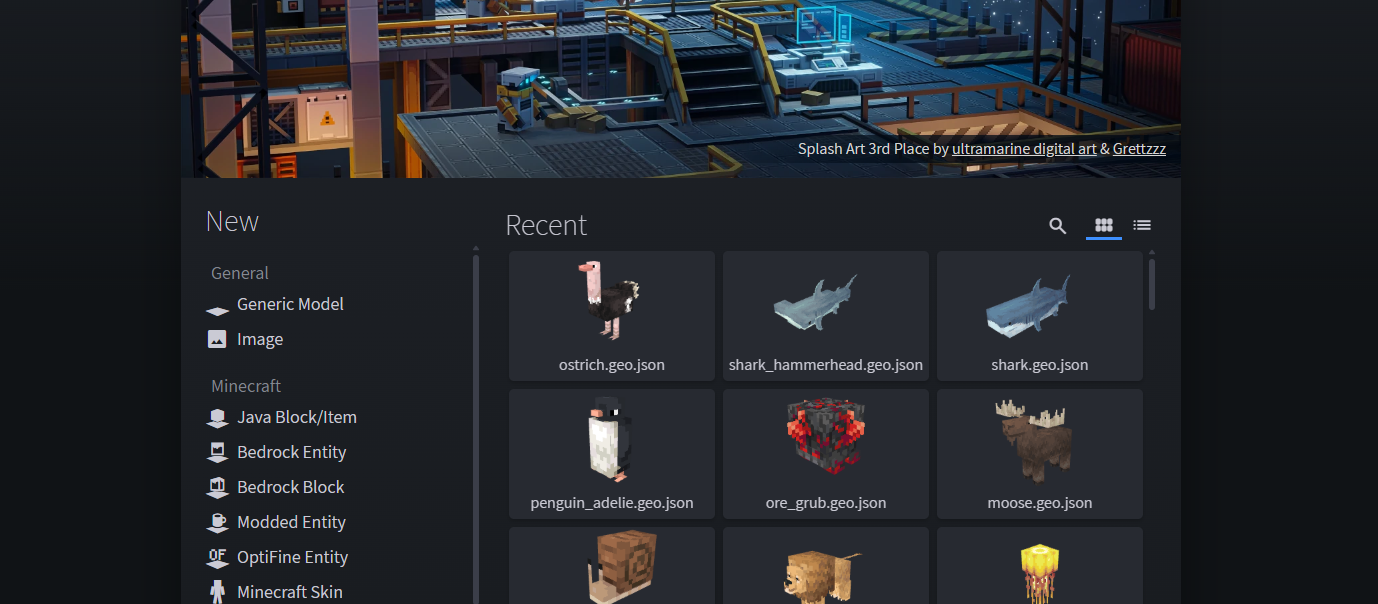 Splash Art 3rd Place by ultramarine digital art & Grettzzz
New
General
Generic Model
Image
Minecraft
Java Block/Item
Bedrock Entity
Bedrock Block
Modded Entity
OF OptiFine Entity
Minecraft Skin
Recent
ostrich.geo.json
shark_hammerhead.geo.json
shark.geo.json
penguin_adelie.geo.json
ore_grub.geo.json
moose.geo.json